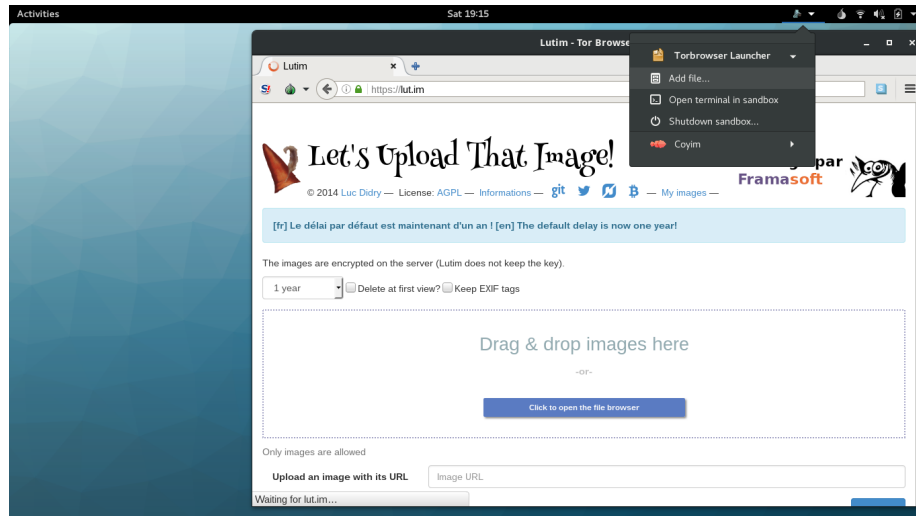 Activities
Sat 19:15
Lutim - Tor Browse
Torbrowser Launcher
Add file...
Open terminal in sandbox
Shutdown sandbox...
Coyim
Lutim
https://lut.im
Let's Upload That Image!
par
Framasoft
© 2014 Luc Didry — License: AGPL — Informations — git — My images —
[fr] Le délai par défaut est maintenant d'un an ! [en] The default delay is now one year!
The images are encrypted on the server (Lutim does not keep the key).
1 year Delete at first view? Keep EXIF tags
Drag & drop images here
-or-
Click to open the file browser
Only images are allowed
Upload an image with its URL Image URL
Waiting for lut.im…